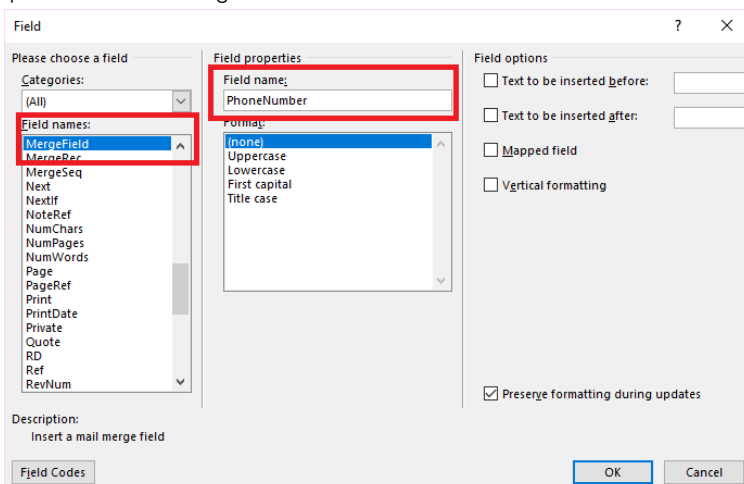 Field ? ×
Please choose a field
Categories:
(All)
Field names:
MergeField
MergeRec
MergeSeq
Next
NextIf
NoteRef
NumChars
NumPages
NumWords
Page
PageRef
Print
PrintDate
Private
Quote
RD
Ref
RevNum
Field properties
Field name:
PhoneNumber
Format:
(none)
Uppercase
Lowercase
First capital
Title case
Field options
Text to be inserted before:
Text to be inserted after:
Mapped field
Vertical formatting
Preserve formatting during updates
Description:
Insert a mail merge field
Field Codes
OK
Cancel